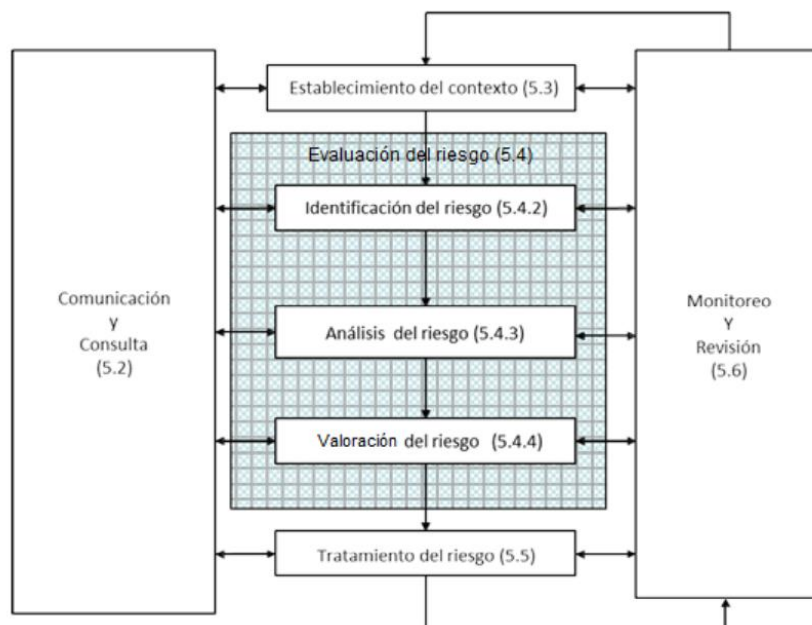 Establecimiento del contexto (5.3)
Evaluación del riesgo (5.4)
Identificación del riesgo (5.4.2)
Comunicación
y
Consulta
(5.2)
Análisis del riesgo (5.4.3)
Monitoreo
Y
Revisión
(5.6)
Valoración del riesgo (5.4.4)
Tratamiento del riesgo (5.5)